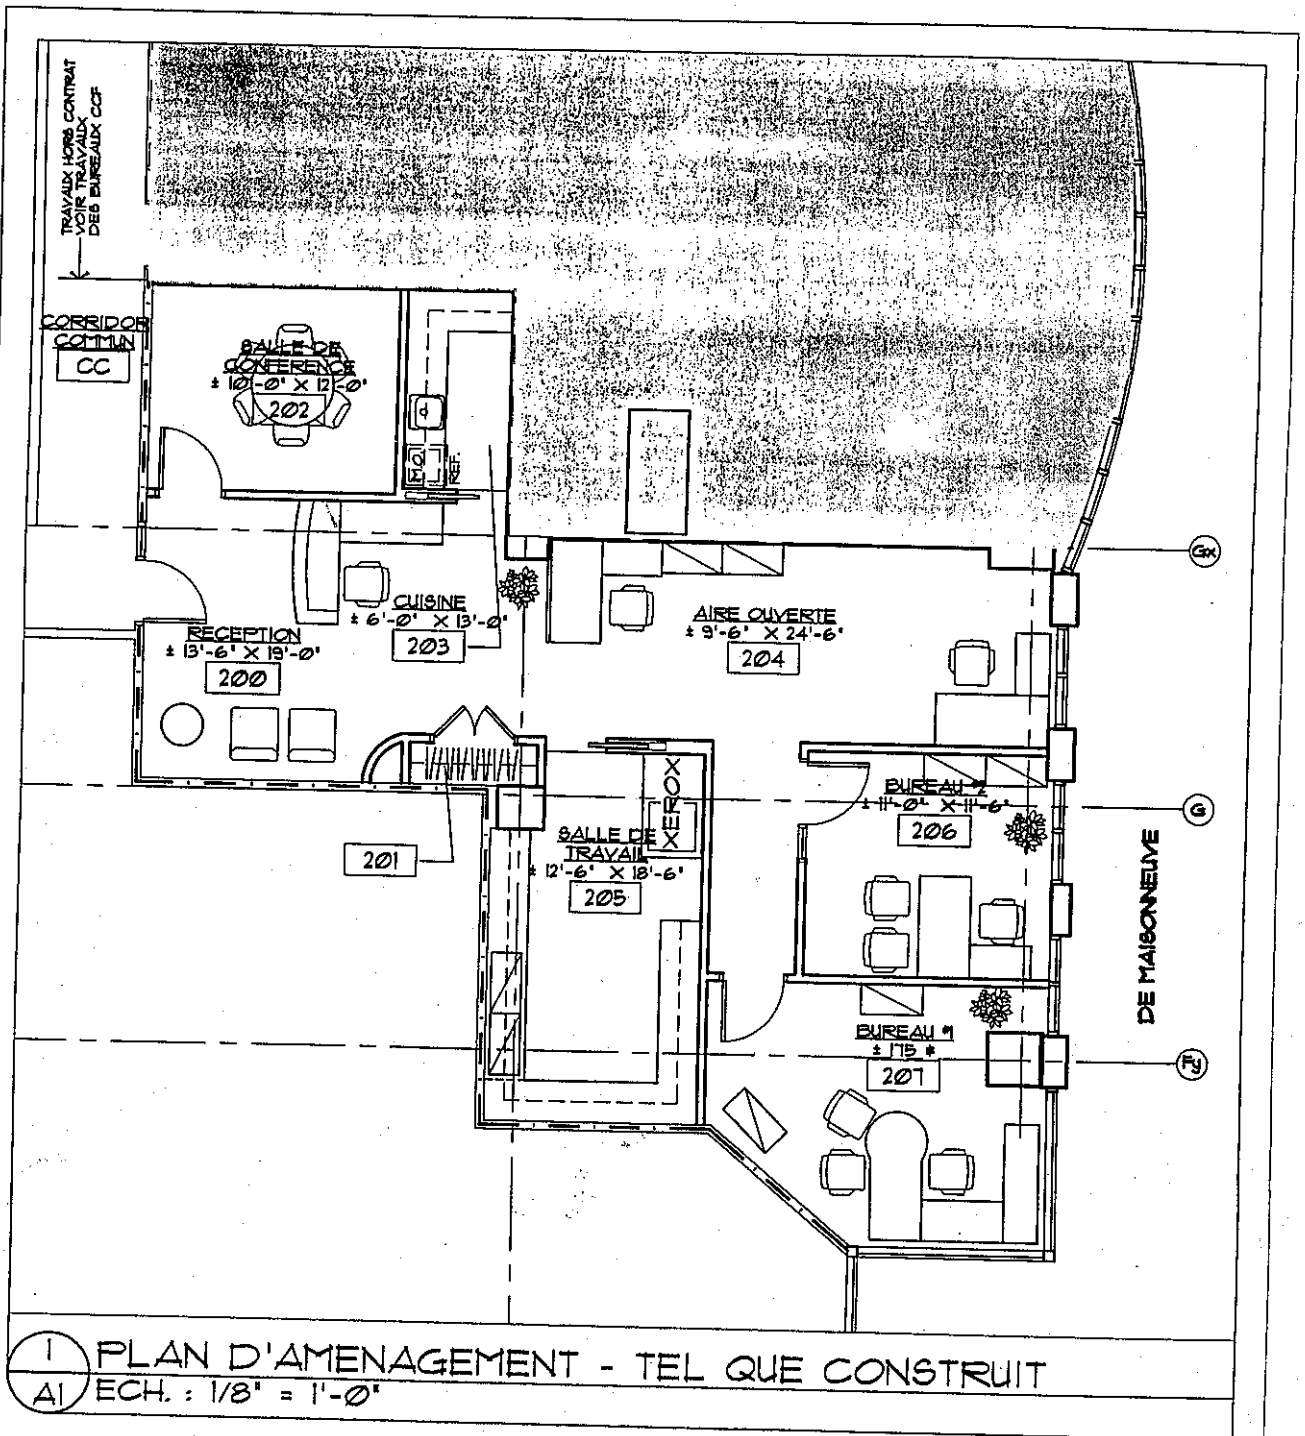 TRAVAUX HORS CONTRAT
VOIR TRAVAUX
DES BUREAUX CCF
CORRIDOR
COMMUN
CC
SALLE DE
CONFERENCE
± 10'-0" X 12'-0"
202
M.O.
REF.
Gx
CUISINE
± 6'-0" X 13'-0"
203
RECEPTION
± 13'-6" X 19'-0"
200
AIRE OUVERTE
± 9'-6" X 24'-6"
204
XEROX
BUREAU #2
± 11'-0" X 11'-6"
206
G
201
SALLE DE
TRAVAIL
± 12'-6" X 18'-6"
205
DE MAISONNEUVE
BUREAU #1
± 175 #
207
Fy
1
A1
PLAN D'AMENAGEMENT - TEL QUE CONSTRUIT
ECH. : 1/8" = 1'-0"